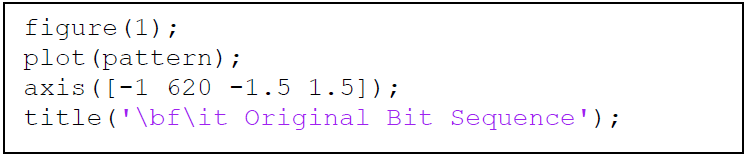 figure(1);
plot(pattern);
axis([-1 620 -1.5 1.5]);
title('\bf\it Original Bit Sequence');